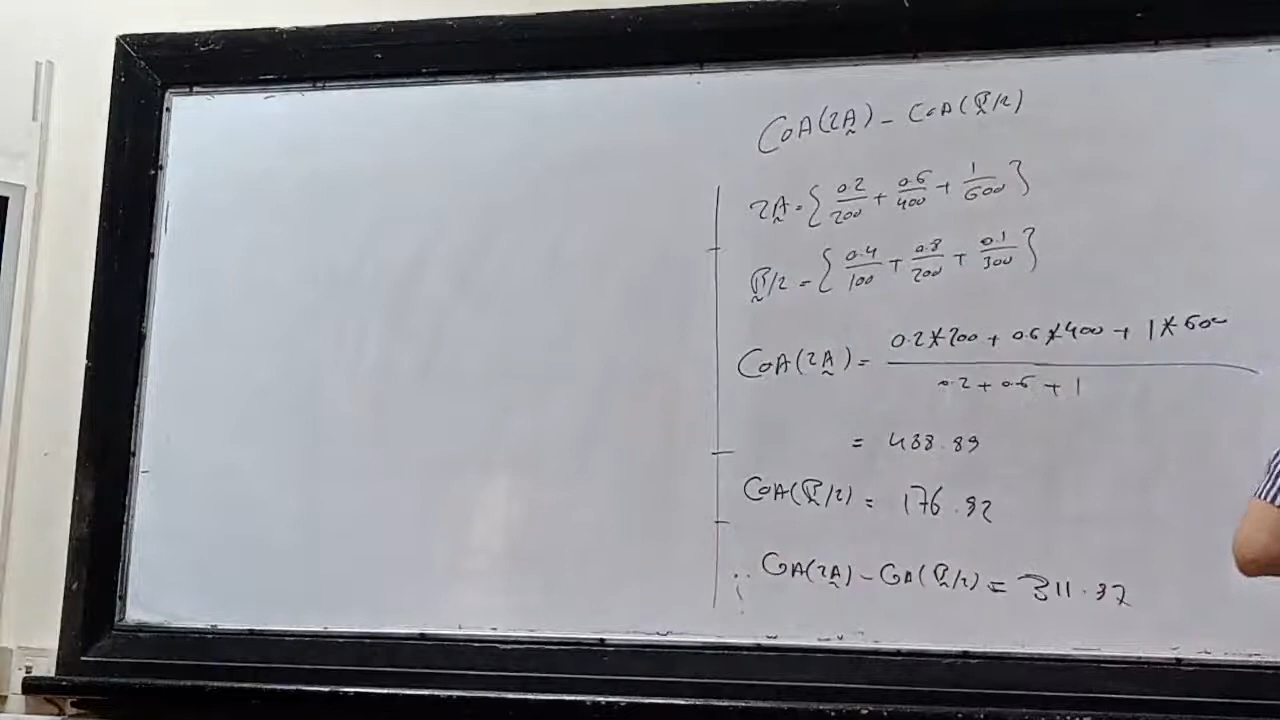 COA(2A) - COA(B/2)
2A = { 0.2/200 + 0.6/400 + 1/600 }
B/2 = { 0.4/100 + 0.8/200 + 0.1/300 }
COA(2A) = 0.2*200 + 0.6*400 + 1*600 / 0.2 + 0.6 + 1
= 488.89
COA(B/2) = 176.92
∴ COA(2A) - COA(B/2) = 311.97